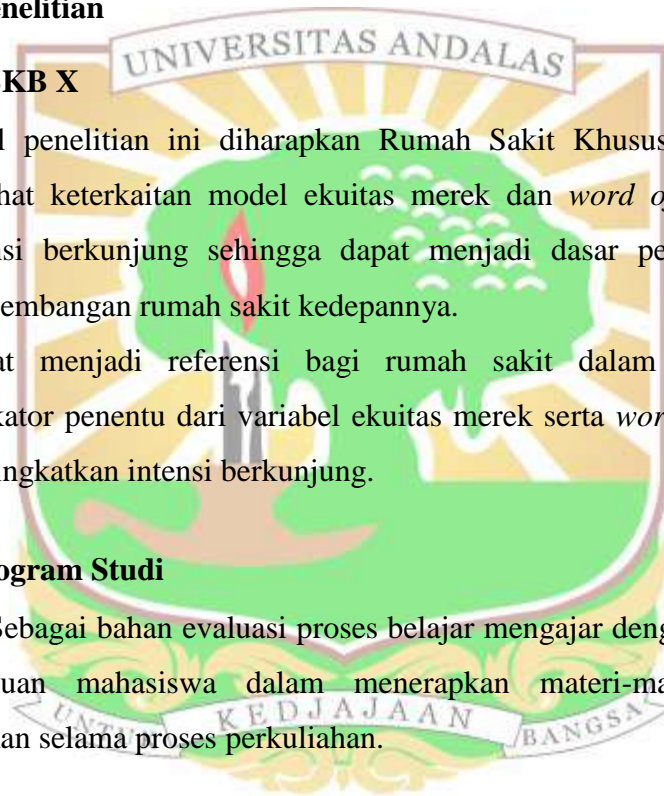 enelitian
UNIVERSITAS ANDALAS
KB X
l penelitian ini diharapkan Rumah Sakit Khusus
hat keterkaitan model ekuitas merek dan word o
nsi berkunjung sehingga dapat menjadi dasar pe
embangan rumah sakit kedepannya.
at menjadi referensi bagi rumah sakit dalam
kator penentu dari variabel ekuitas merek serta wor
ingkatkan intensi berkunjung.
ogram Studi
Sebagai bahan evaluasi proses belajar mengajar deng
uan mahasiswa dalam menerapkan materi-ma
an selama proses perkuliahan.
UNTUK KEDJAJAAN BANGSA